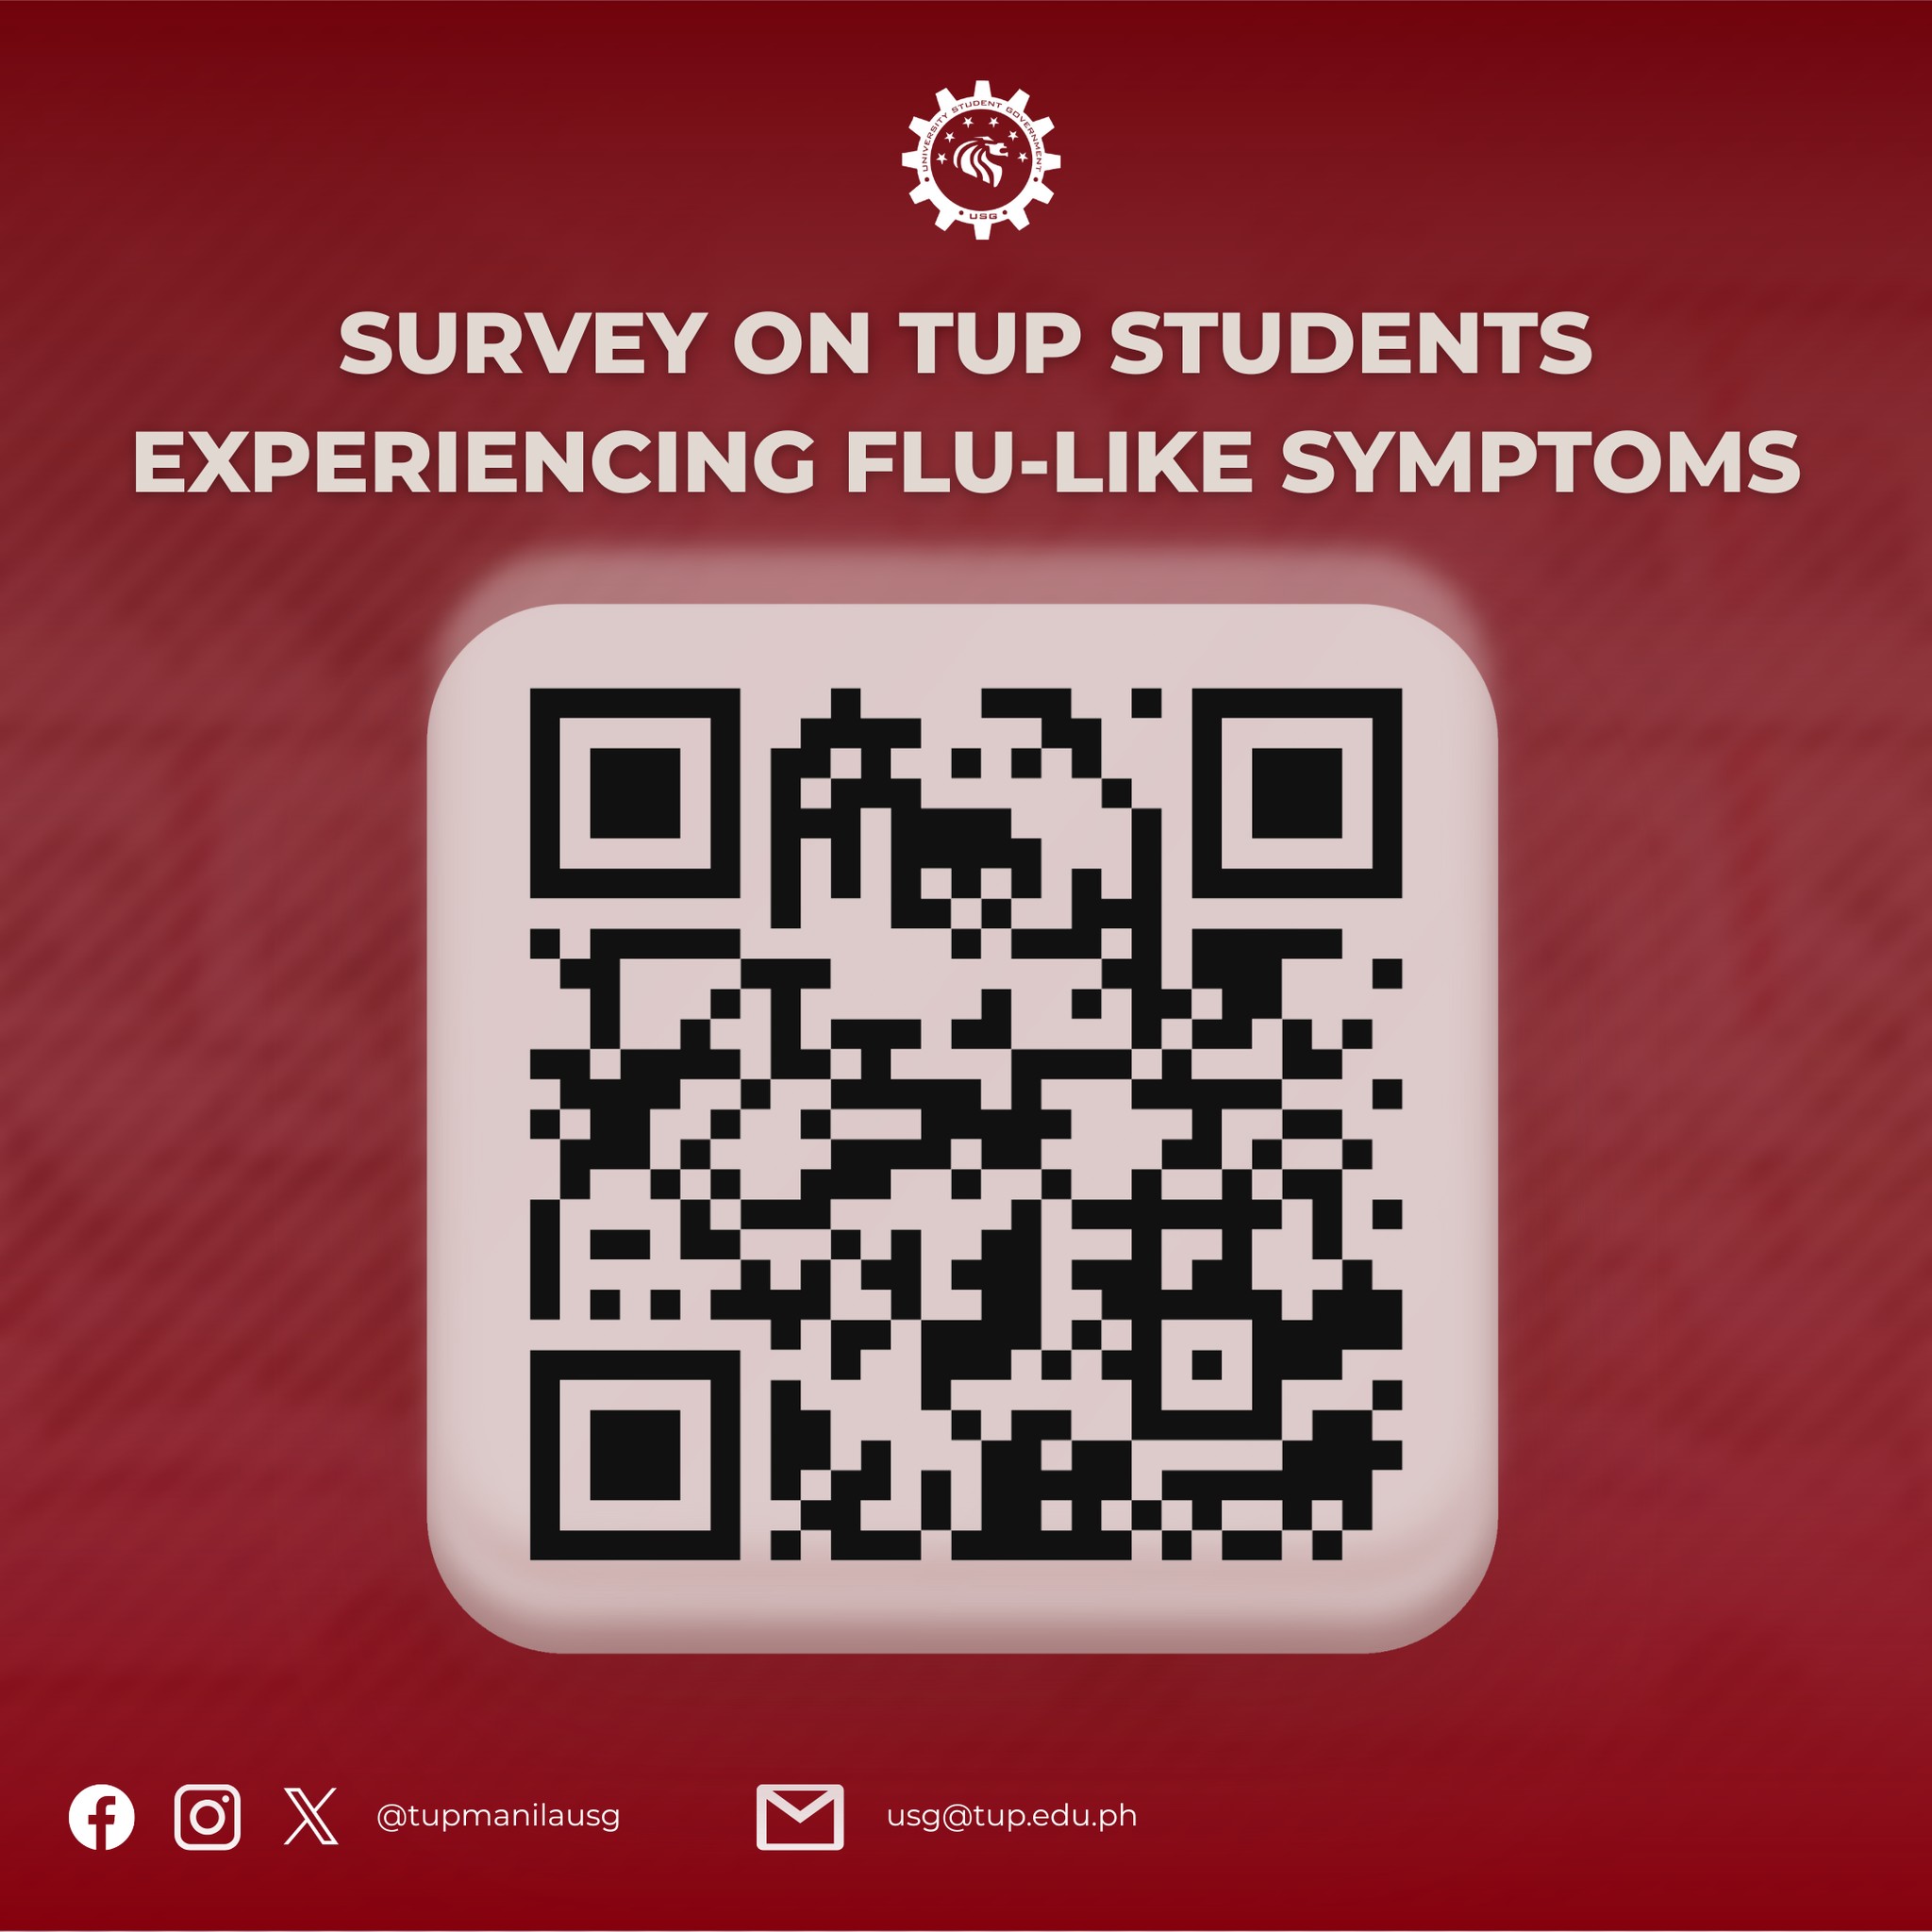 UNIVERSITY STUDENT GOVERNMENT
USG
SURVEY ON TUP STUDENTS
EXPERIENCING FLU-LIKE SYMPTOMS
@tupmanilausg
usg@tup.edu.ph